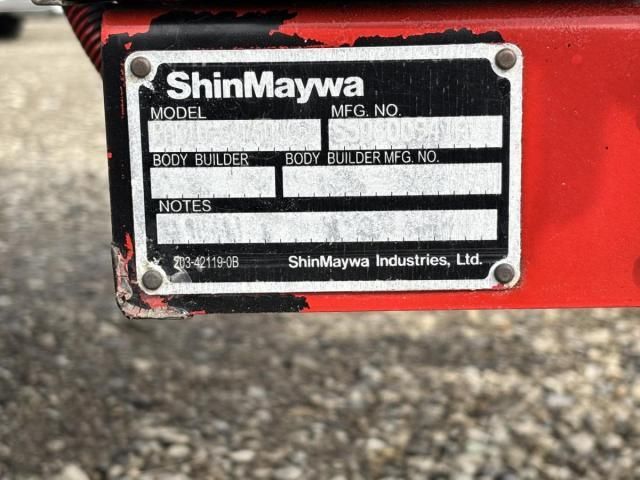 ShinMaywa
MODEL MFG. NO.
BODY BUILDER BODY BUILDER MFG. NO.
NOTES
203-42119-0B ShinMaywa Industries, Ltd.